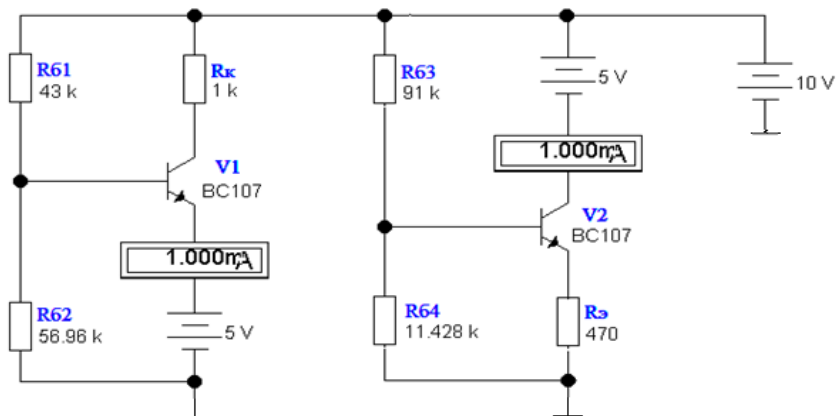 R61
43 k
Rк
1 k
V1
BC107
1.000mA
R62
56.96 k
5 V
R63
91 k
5 V
10 V
1.000mA
V2
BC107
R64
11.428 k
Rэ
470